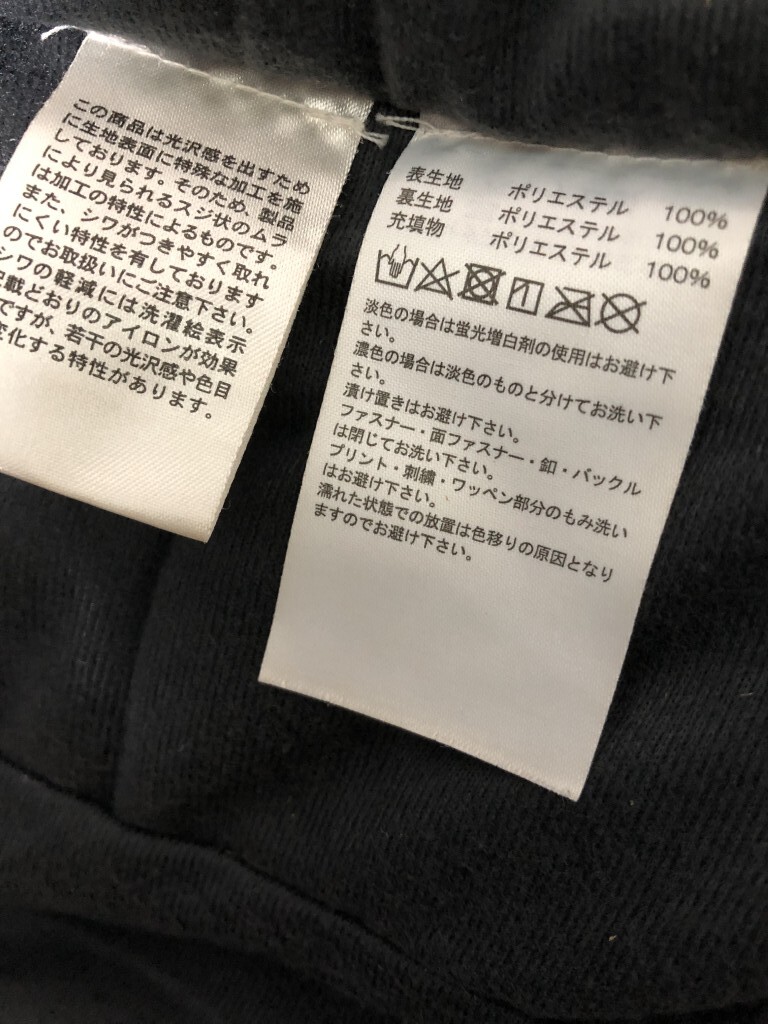 この商品は光沢感を出すため
に生地表面に特殊な加工を施
しております。そのため、製品
により見られるスジ状のムラ
は加工の特性によるものです。
また、シワがつきやすく取れ
にくい特性を有しております
のでお取扱いにご注意下さい。
シワの軽減には洗濯絵表示
記載どおりのアイロンが効果
ですが、若干の光沢感や色目
変化する特性があります。
表生地 ポリエステル 100%
裏生地 ポリエステル 100%
充填物 ポリエステル 100%
淡色の場合は蛍光増白剤の使用はお避け下
さい。
濃色の場合は淡色のものと分けてお洗い下
さい。
漬け置きはお避け下さい。
ファスナー・面ファスナー・釦・バックル
は閉じてお洗い下さい。
プリント・刺繍・ワッペン部分のもみ洗い
はお避け下さい。
濡れた状態での放置は色移りの原因となり
ますのでお避け下さい。